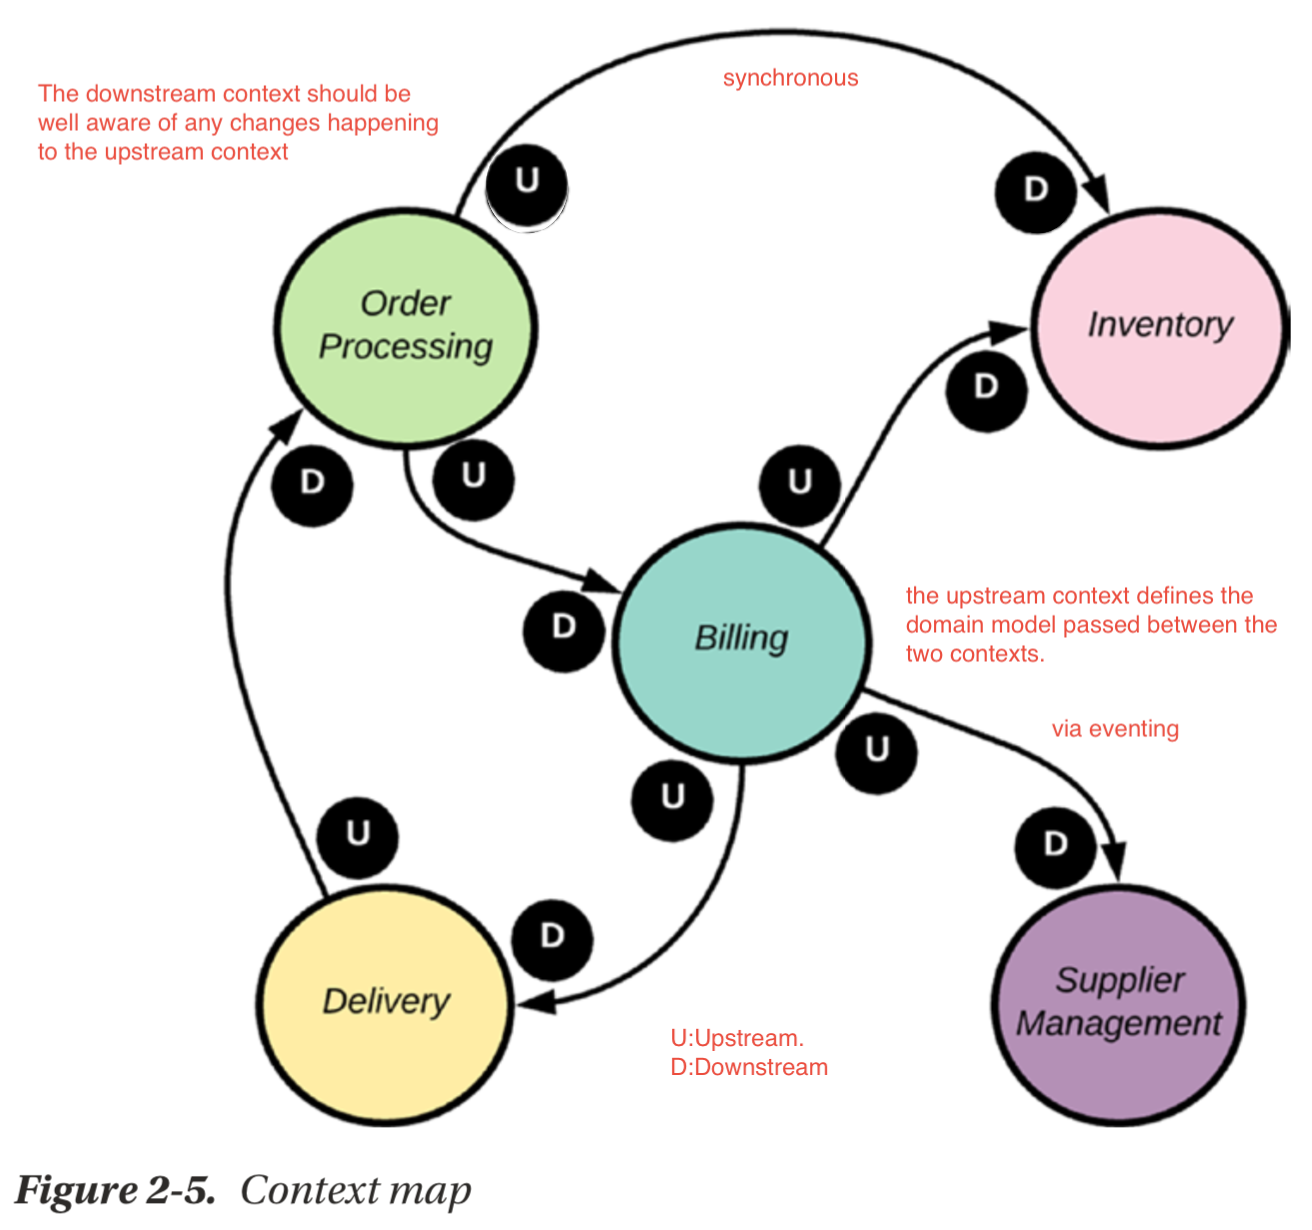 synchronous
The downstream context should be
well aware of any changes happening
to the upstream context
U
D
Order
Processing
Inventory
D
U
D
U
D
Billing
the upstream context defines the
domain model passed between the
two contexts.
via eventing
U
U
U
D
D
Delivery
Supplier
Management
U:Upstream.
D:Downstream
Figure 2-5. Context map